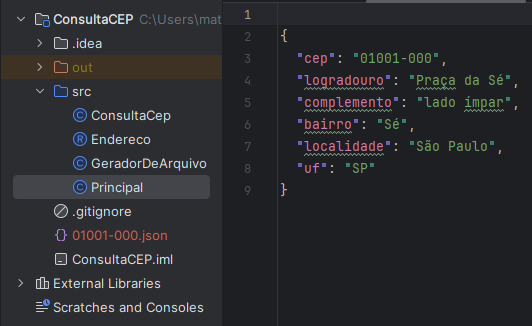 ConsultaCEP C:\Users\mat
.idea
out
src
ConsultaCep
Endereco
GeradorDeArquivo
Principal
.gitignore
01001-000.json
ConsultaCEP.iml
External Libraries
Scratches and Consoles
1
2 {
3 "cep": "01001-000",
4 "logradouro": "Praça da Sé",
5 "complemento": "lado ímpar",
6 "bairro": "Sé",
7 "localidade": "São Paulo",
8 "uf": "SP"
9 }